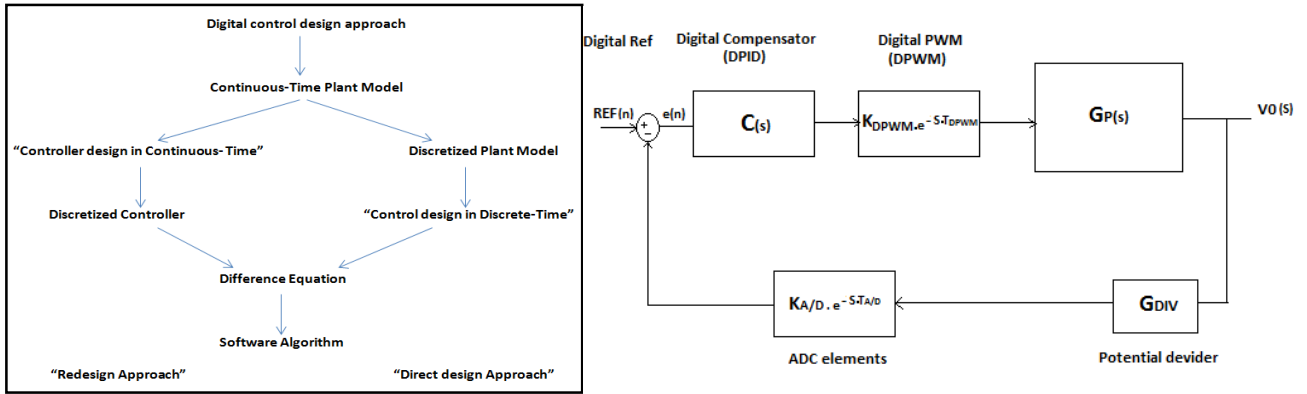 Digital control design approach
Continuous-Time Plant Model
“Controller design in Continuous- Time”
Discretized Plant Model
Discretized Controller
“Control design in Discrete-Time”
Difference Equation
Software Algorithm
“Redesign Approach”
“Direct design Approach”
Digital Ref
Digital Compensator
(DPID)
Digital PWM
(DPWM)
REF(n)
+
−
e(n)
C(s)
KDPWM.e- S.TDPWM
GP(s)
V0(S)
KA/D . e- S.TA/D
GDIV
ADC elements
Potential devider